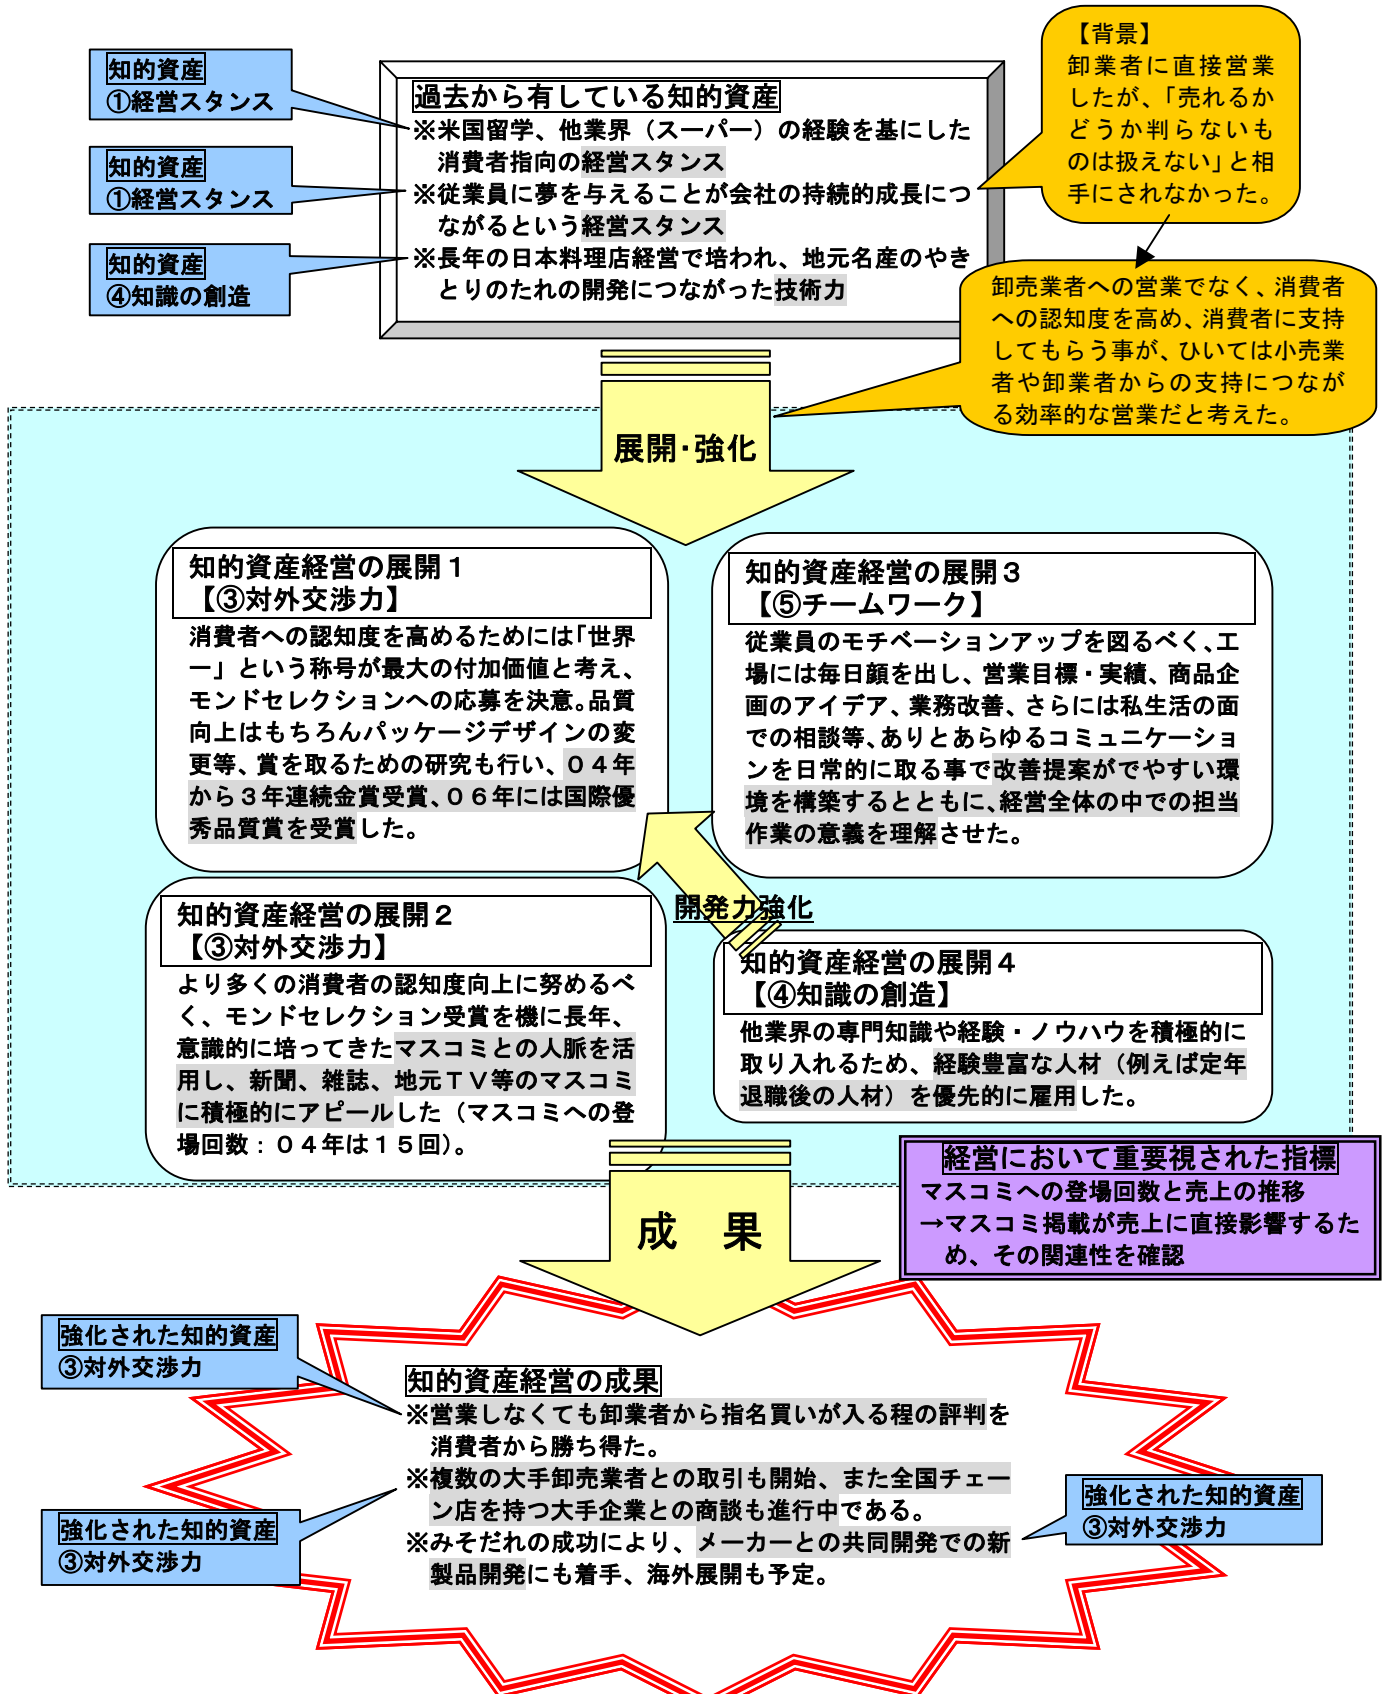 知的資産
①経営スタンス
知的資産
①経営スタンス
知的資産
④知識の創造
過去から有している知的資産
※米国留学、他業界（スーパー）の経験を基にした
消費者指向の経営スタンス
※従業員に夢を与えることが会社の持続的成長につ
ながるという経営スタンス
※長年の日本料理店経営で培われ、地元名産のやき
とりのたれの開発につながった技術力
【背景】
卸業者に直接営業
したが、「売れるか
どうか判らないも
のは扱えない」と相
手にされなかった。
卸売業者への営業でなく、消費者
への認知度を高め、消費者に支持
してもらう事が、ひいては小売業
者や卸業者からの支持につなが
る効率的な営業だと考えた。
展開・強化
知的資産経営の展開１
【③対外交渉力】
消費者への認知度を高めるためには「世界
一」という称号が最大の付加価値と考え、
モンドセレクションへの応募を決意。品質
向上はもちろんパッケージデザインの変
更等、賞を取るための研究も行い、０４年
から３年連続金賞受賞、０６年には国際優
秀品質賞を受賞した。
知的資産経営の展開３
【⑤チームワーク】
従業員のモチベーションアップを図るべく、工
場には毎日顔を出し、営業目標・実績、商品企
画のアイデア、業務改善、さらには私生活の面
での相談等、ありとあらゆるコミュニケーショ
ンを日常的に取る事で改善提案がでやすい環
境を構築するとともに、経営全体の中での担当
作業の意義を理解させた。
開発力強化
知的資産経営の展開２
【③対外交渉力】
より多くの消費者の認知度向上に努めるべ
く、モンドセレクション受賞を機に長年、
意識的に培ってきたマスコミとの人脈を活
用し、新聞、雑誌、地元ＴＶ等のマスコミ
に積極的にアピールした（マスコミへの登
場回数：０４年は１５回）。
知的資産経営の展開４
【④知識の創造】
他業界の専門知識や経験・ノウハウを積極的に
取り入れるため、経験豊富な人材（例えば定年
退職後の人材）を優先的に雇用した。
経営において重要視された指標
マスコミへの登場回数と売上の推移
→マスコミ掲載が売上に直接影響するた
め、その関連性を確認
成　果
強化された知的資産
③対外交渉力
強化された知的資産
③対外交渉力
知的資産経営の成果
※営業しなくても卸業者から指名買いが入る程の評判を
消費者から勝ち得た。
※複数の大手卸売業者との取引も開始、また全国チェー
ン店を持つ大手企業との商談も進行中である。
※みそだれの成功により、メーカーとの共同開発での新
製品開発にも着手、海外展開も予定。
強化された知的資産
③対外交渉力